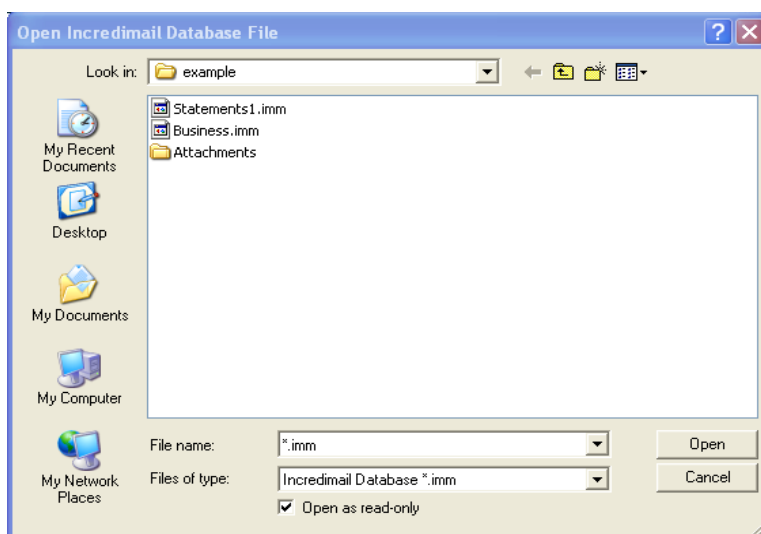 Open Incredimail Database File
Look in: example
Statements1.imm
Business.imm
Attachments
My Recent
Documents
Desktop
My Documents
My Computer
My Network
Places
File name: *.imm Open
Files of type: Incredimail Database *.imm Cancel
Open as read-only